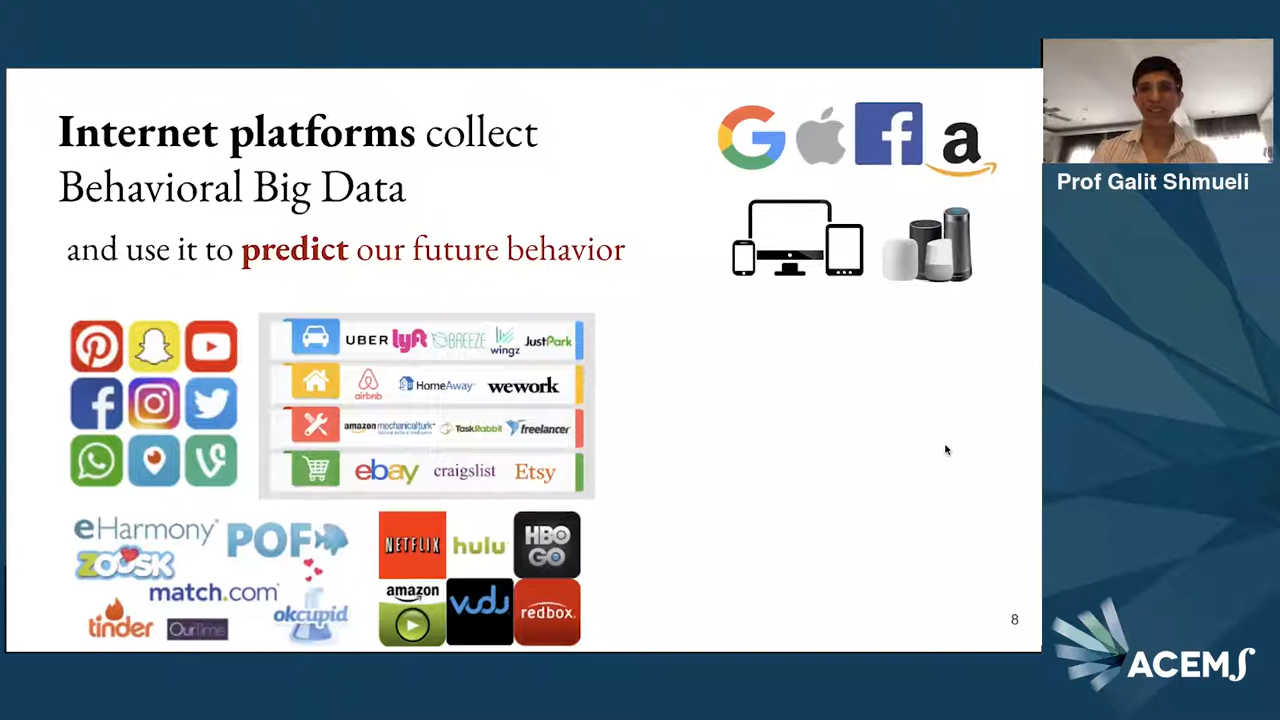 Internet platforms collect
Behavioral Big Data
and use it to predict our future behavior
a
Prof Galit Shmueli
UBER lyft BREEZE wingz JustPark
airbnb HomeAway wework
amazon mechanicalturk TaskRabbit freelancer
ebay craigslist Etsy
eHarmony POF
zoosk
match.com
tinder OurTime okcupid
NETFLIX hulu HBO GO
amazon vudu redbox.
8
ACEMS